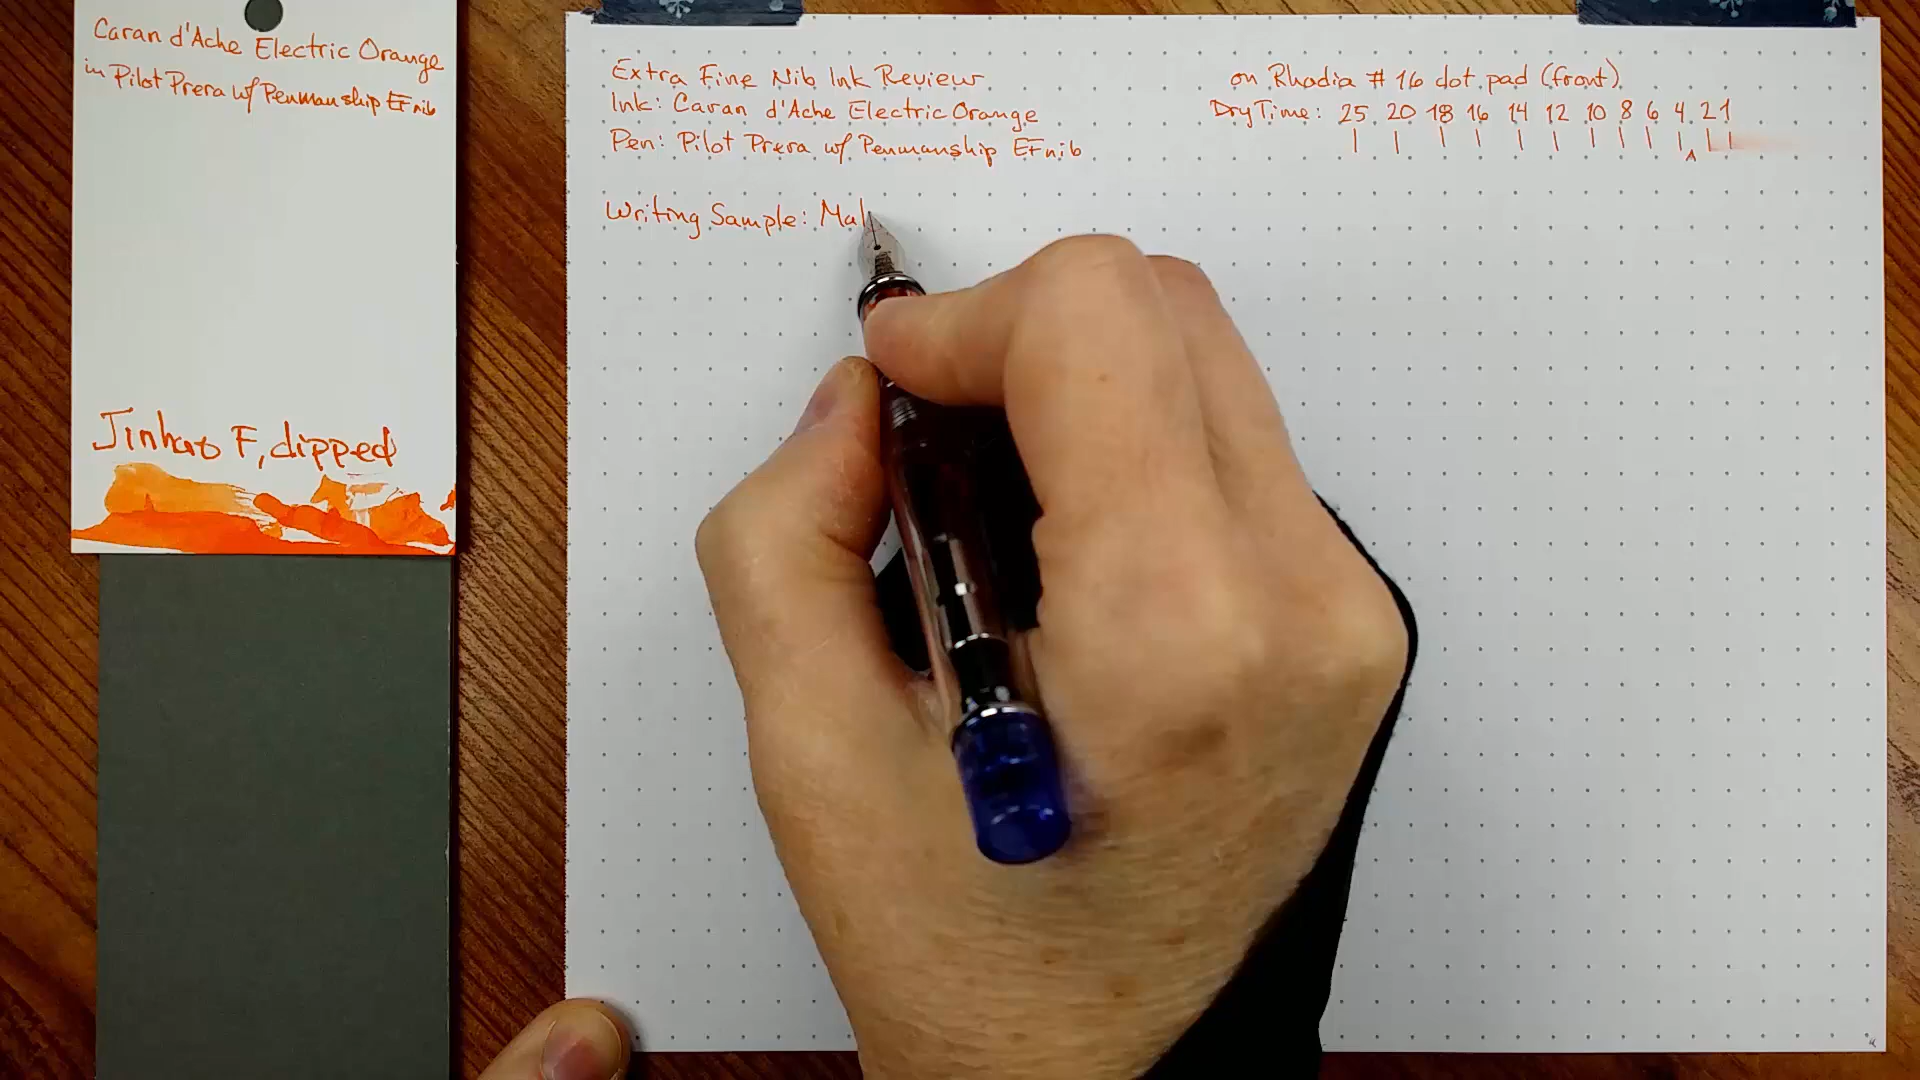 Caran d'Ache Electric Orange
in Pilot Prera w/ Penmanship EF nib
Jinhao F, dipped
Extra Fine Nib Ink Review
Ink: Caran d'Ache Electric Orange
Pen: Pilot Prera w/ Penmanship EF nib
on Rhodia # 16 dot pad (front)
Dry Time: 25 20 18 16 14 12 10 8 6 4 2 1
Writing Sample: Mal